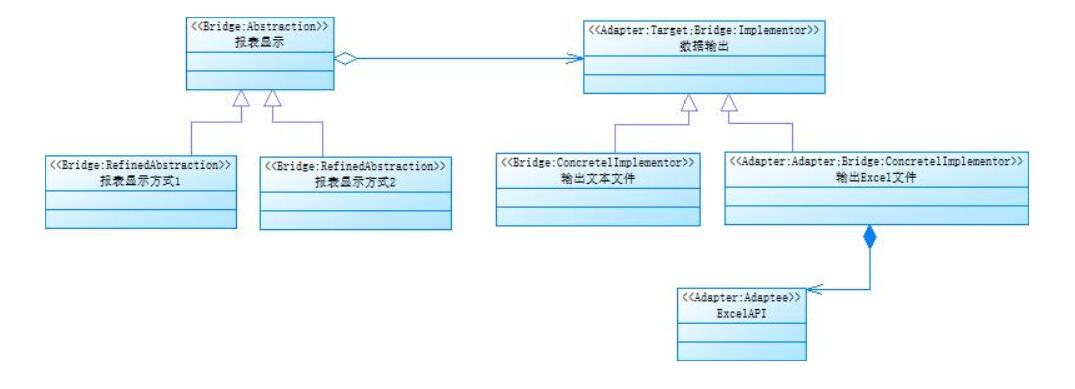 <<Bridge:Abstraction>>
报表显示
<<Adapter:Target;Bridge:Implementor>>
数据输出
<<Bridge:RefinedAbstraction>>
报表显示方式1
<<Bridge:RefinedAbstraction>>
报表显示方式2
<<Bridge:ConcretelImplementor>>
输出文本文件
<<Adapter:Adapter;Bridge:ConcretelImplementor>>
输出Excel文件
<<Adapter:Adaptee>>
ExcelAPI